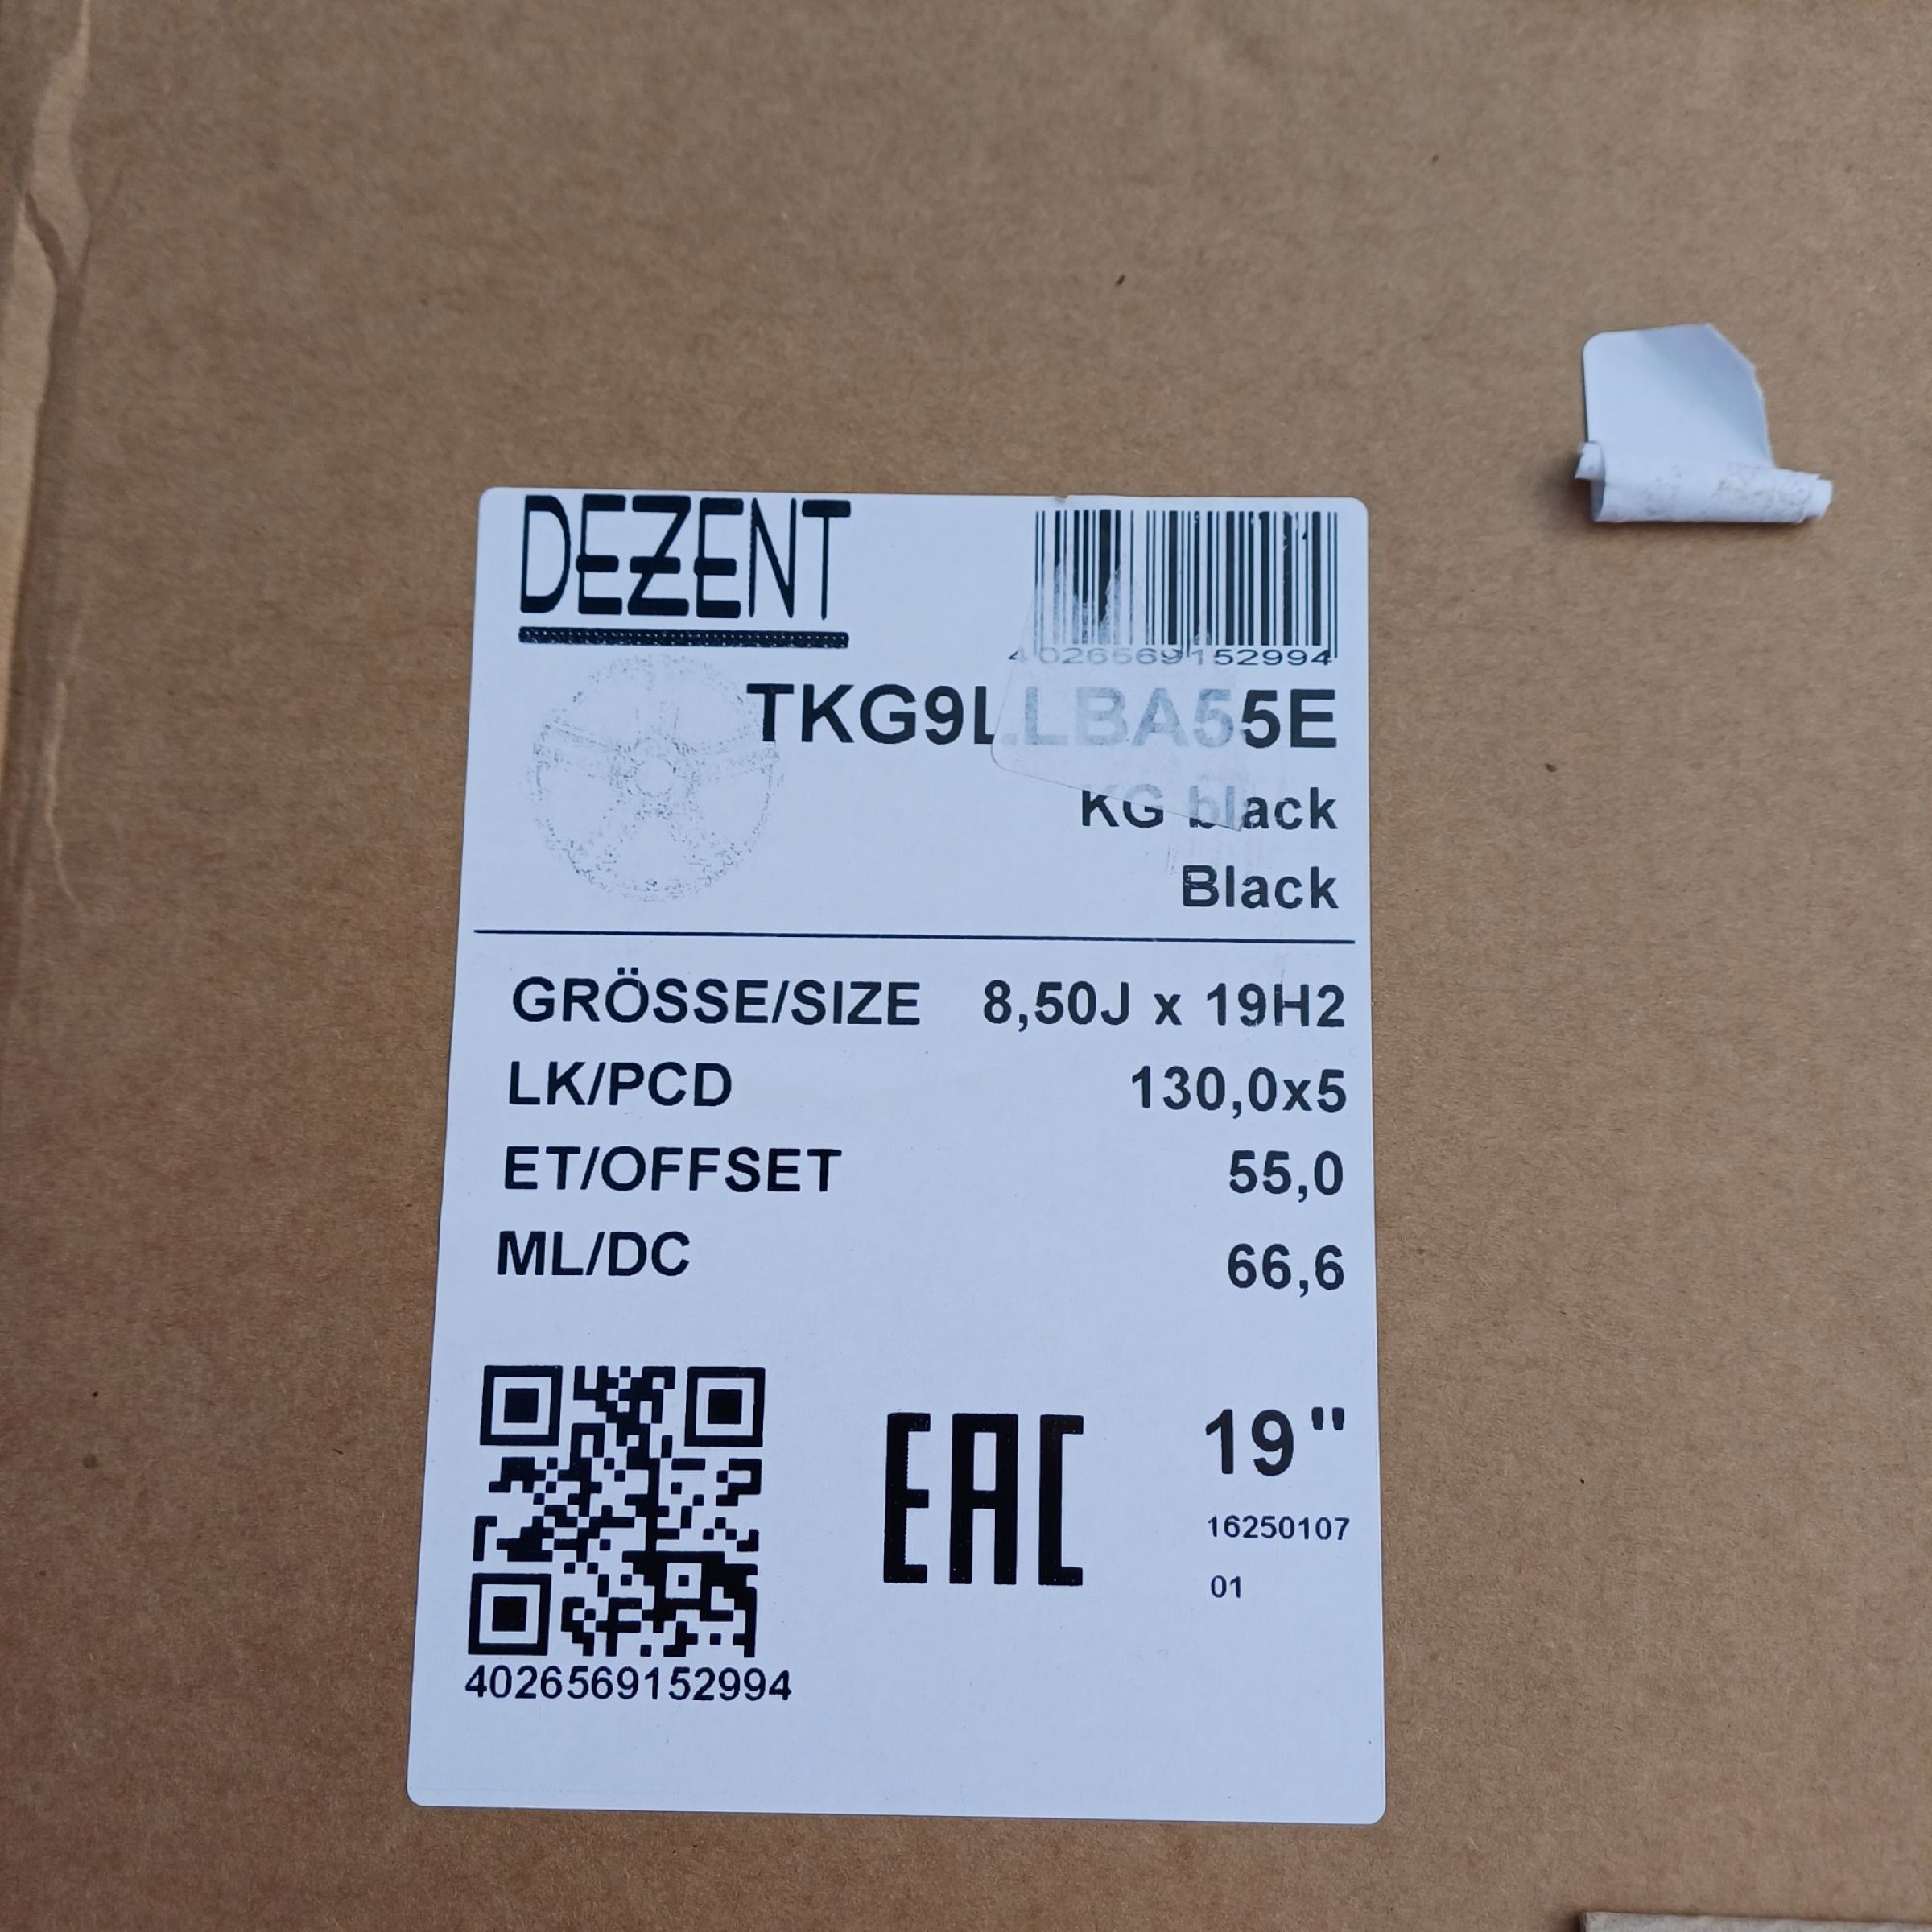 DEZENT
4026569152994
TKG9LLBA55E
KG black
Black
GRÖSSE/SIZE 8,50J x 19H2
LK/PCD 130,0x5
ET/OFFSET 55,0
ML/DC 66,6
EAC
19"
16250107
01
4026569152994